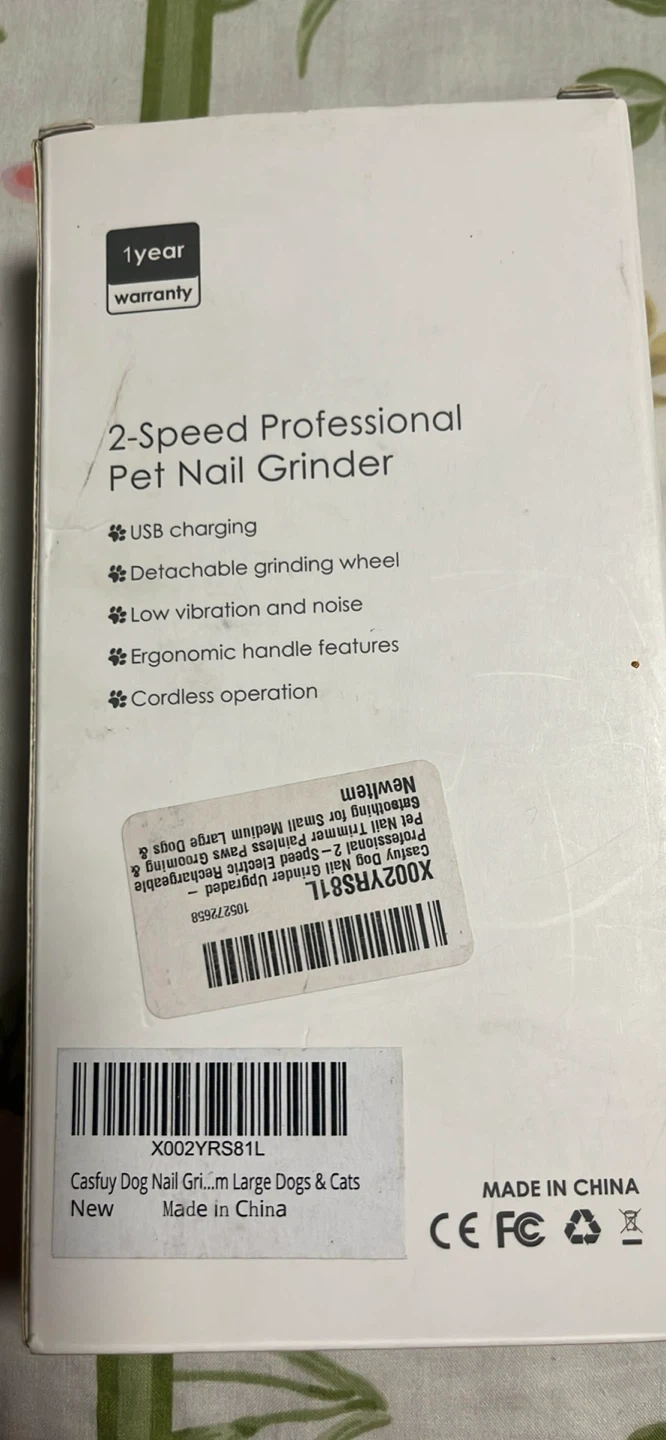 1year
warranty
2-Speed Professional
Pet Nail Grinder
USB charging
Detachable grinding wheel
Low vibration and noise
Ergonomic handle features
Cordless operation
105272658
X002YRS81L
Casfuy Dog Nail Grinder Upgraded –
Professional 2–Speed Electric Rechargeable
Pet Nail Trimmer Painless Paws Grooming &
Smoothing for Small Medium Large Dogs &
NewItem
X002YRS81L
Casfuy Dog Nail Gri...m Large Dogs & Cats
New Made in China
MADE IN CHINA
CE FC